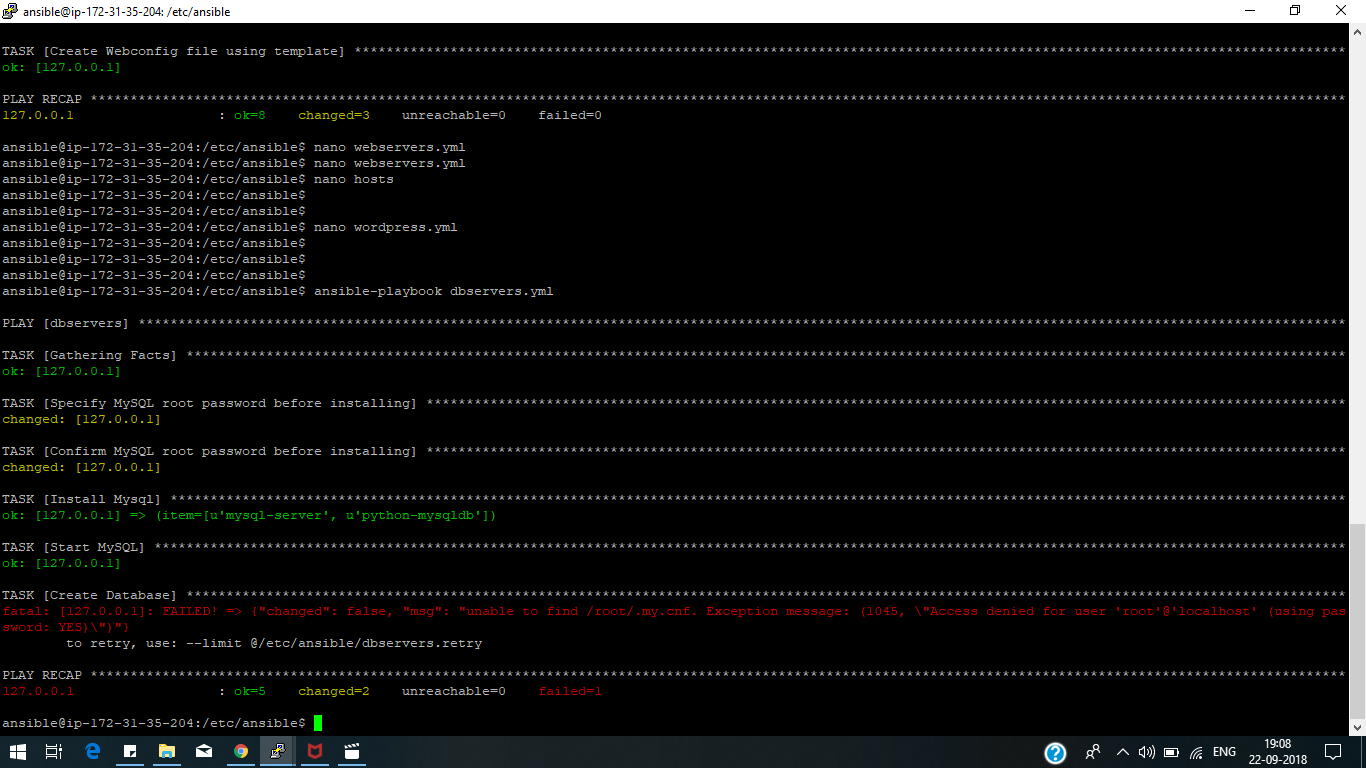 ansible@ip-172-31-35-204: /etc/ansible
TASK [Create Webconfig file using template] ****************************************************************************************************************************
ok: [127.0.0.1]
PLAY RECAP *************************************************************************************************************************************************************
127.0.0.1                  : ok=8    changed=3    unreachable=0    failed=0
ansible@ip-172-31-35-204:/etc/ansible$ nano webservers.yml
ansible@ip-172-31-35-204:/etc/ansible$ nano webservers.yml
ansible@ip-172-31-35-204:/etc/ansible$ nano hosts
ansible@ip-172-31-35-204:/etc/ansible$
ansible@ip-172-31-35-204:/etc/ansible$
ansible@ip-172-31-35-204:/etc/ansible$ nano wordpress.yml
ansible@ip-172-31-35-204:/etc/ansible$
ansible@ip-172-31-35-204:/etc/ansible$
ansible@ip-172-31-35-204:/etc/ansible$
ansible@ip-172-31-35-204:/etc/ansible$ ansible-playbook dbservers.yml
PLAY [dbservers] *******************************************************************************************************************************************************
TASK [Gathering Facts] *************************************************************************************************************************************************
ok: [127.0.0.1]
TASK [Specify MySQL root password before installing] *******************************************************************************************************************
changed: [127.0.0.1]
TASK [Confirm MySQL root password before installing] *******************************************************************************************************************
changed: [127.0.0.1]
TASK [Install Mysql] ***************************************************************************************************************************************************
ok: [127.0.0.1] => (item=[u'mysql-server', u'python-mysqldb'])
TASK [Start MySQL] *****************************************************************************************************************************************************
ok: [127.0.0.1]
TASK [Create Database] *************************************************************************************************************************************************
fatal: [127.0.0.1]: FAILED! => {"changed": false, "msg": "unable to find /root/.my.cnf. Exception message: (1045, \"Access denied for user 'root'@'localhost' (using pas
sword: YES)\")"}
        to retry, use: --limit @/etc/ansible/dbservers.retry
PLAY RECAP *************************************************************************************************************************************************************
127.0.0.1                  : ok=5    changed=2    unreachable=0    failed=1
ansible@ip-172-31-35-204:/etc/ansible$
ENG
19:08
22-09-2018